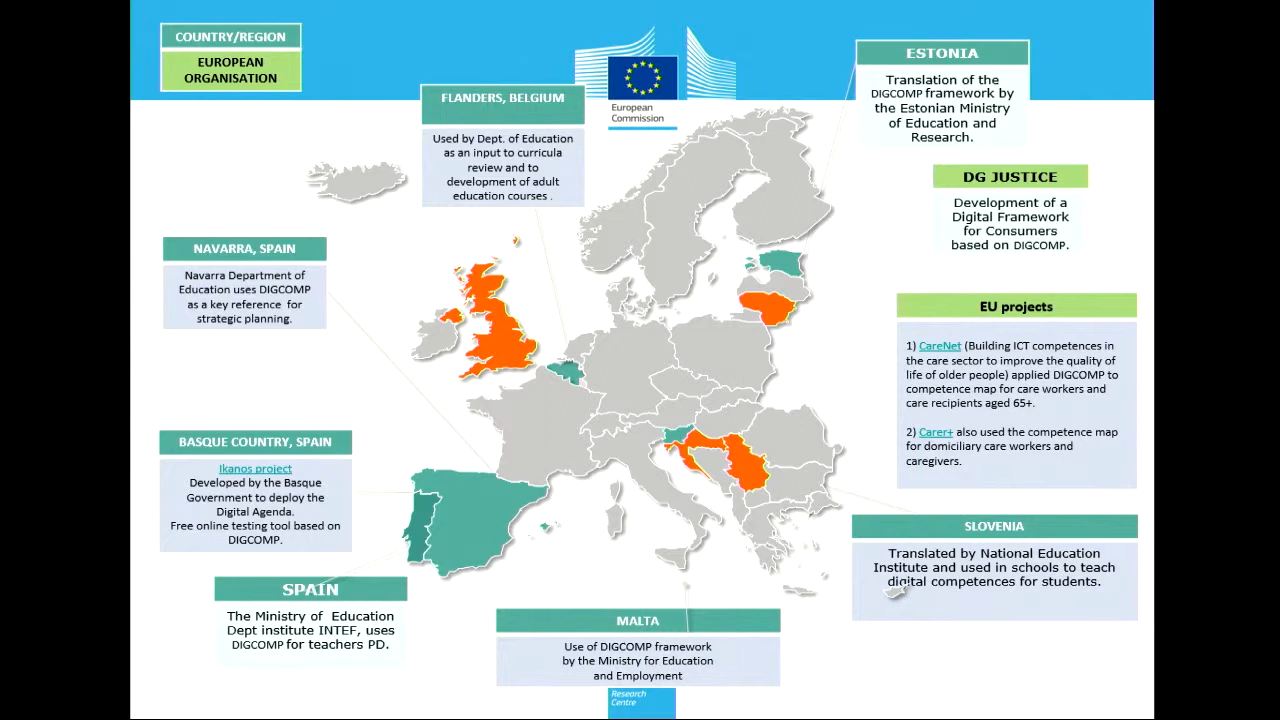 COUNTRY/REGION
EUROPEAN
ORGANISATION
European
Commission
FLANDERS, BELGIUM
Used by Dept. of Education
as an input to curricula
review and to
development of adult
education courses .
ESTONIA
Translation of the
DIGCOMP framework by
the Estonian Ministry
of Education and
Research.
DG JUSTICE
Development of a
Digital Framework
for Consumers
based on DIGCOMP.
NAVARRA, SPAIN
Navarra Department of
Education uses DIGCOMP
as a key reference for
strategic planning.
EU projects
1) CareNet (Building ICT competences in
the care sector to improve the quality of
life of older people) applied DIGCOMP to
competence map for care workers and
care recipients aged 65+.
2) Carer+ also used the competence map
for domiciliary care workers and
caregivers.
BASQUE COUNTRY, SPAIN
Ikanos project
Developed by the Basque
Government to deploy the
Digital Agenda.
Free online testing tool based on
DIGCOMP.
SLOVENIA
Translated by National Education
Institute and used in schools to teach
digital competences for students.
SPAIN
The Ministry of Education
Dept institute INTEF, uses
DIGCOMP for teachers PD.
MALTA
Use of DIGCOMP framework
by the Ministry for Education
and Employment
Research
Centre